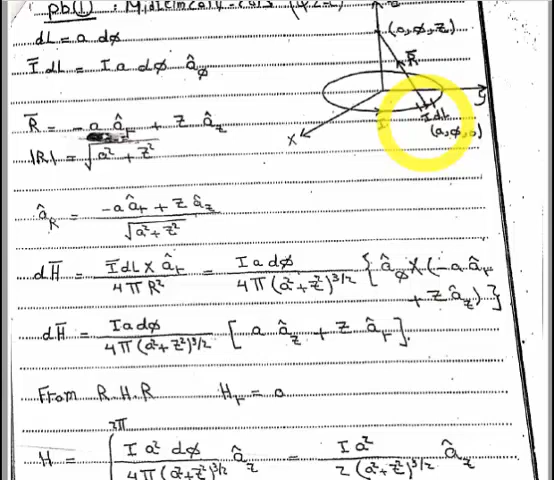 p.b(1) :
dL = a dφ
(a, φ, z)
I̅ dL = I a dφ â_φ
R̅
y
R̅ = - a â_r + z â_z
I dL
I
(a, φ, 0)
|R| = √(a² + z²)
X
â_R = (-a â_r + z â_z) / √(a² + z²)
dH̅ = (I̅ dL × â_r) / (4π R²) = (I a dφ) / (4π (a² + z²)^3/2) { â_φ × (-a â_r
+ z â_z) }
dH̅ = (I a dφ) / (4π (a² + z²)^3/2) [ a â_z + z â_r ].
From R.H.R H_r = 0
2π
H = ∫ (I a² dφ) / (4π (a² + z²)^3/2) â_z = (I a²) / (2 (a² + z²)^3/2) â_z